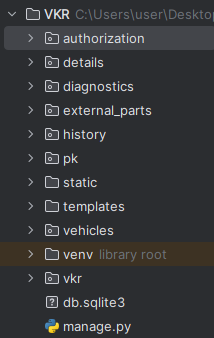 VKR C:\Users\user\Deskto
authorization
details
diagnostics
external_parts
history
pk
static
templates
vehicles
venv library root
vkr
db.sqlite3
manage.py